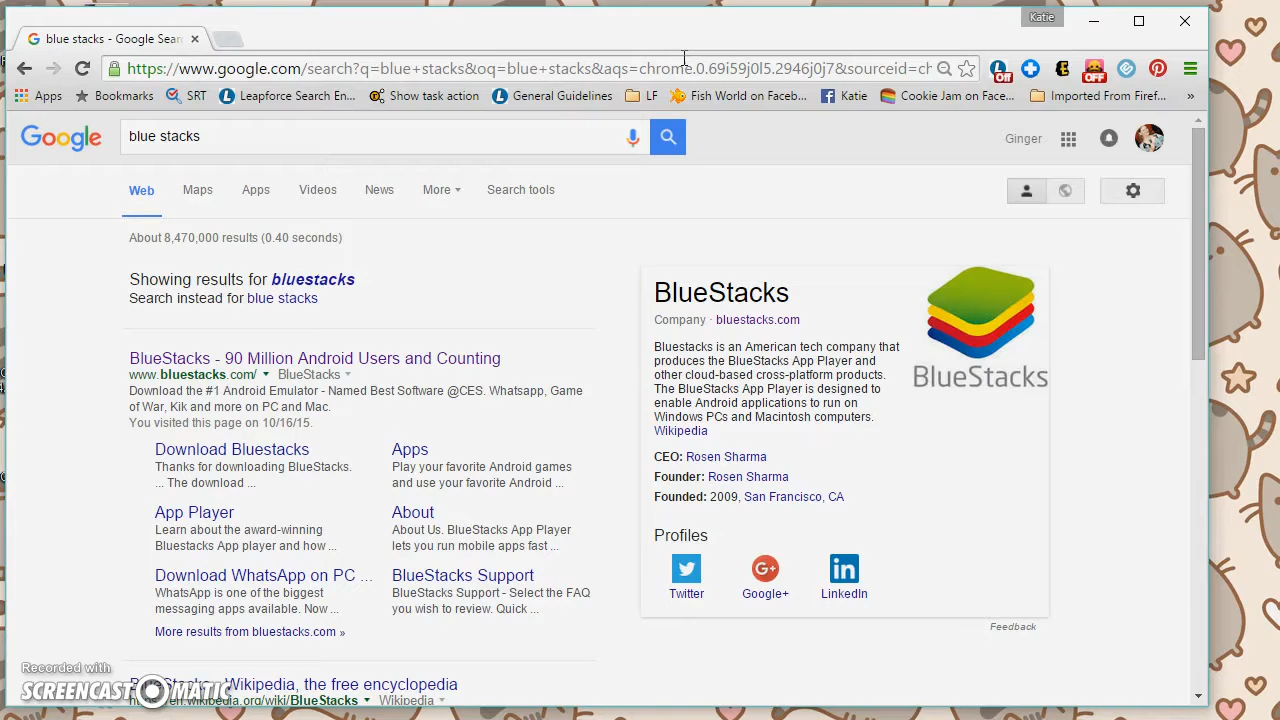 Katie
blue stacks - Google Sear
https://www.google.com/search?q=blue+stacks&oq=blue+stacks&aqs=chrome.0.69i59j0l5.2946j0j7&sourceid=ch
Off
OFF
Apps Bookmarks SRT Leapforce:Search En... Show task action General Guidelines LF Fish World on Faceb... Katie Cookie Jam on Face... Imported From Firef... »
Google
blue stacks
Ginger
Web Maps Apps Videos News More Search tools
About 8,470,000 results (0.40 seconds)
Showing results for bluestacks
Search instead for blue stacks
BlueStacks - 90 Million Android Users and Counting
www.bluestacks.com/ BlueStacks
Download the #1 Android Emulator - Named Best Software @CES. Whatsapp, Game
of War, Kik and more on PC and Mac.
You visited this page on 10/16/15.
Download Bluestacks
Thanks for downloading BlueStacks.
... The download ...
Apps
Play your favorite Android games
and use your favorite Android ...
App Player
Learn about the award-winning
Bluestacks App player and how ...
About
About Us. BlueStacks App Player
lets you run mobile apps fast ...
Download WhatsApp on PC ...
WhatsApp is one of the biggest
messaging apps available. Now ...
BlueStacks Support
BlueStacks Support - Select the FAQ
you wish to review. Quick ...
More results from bluestacks.com »
BlueStacks - Wikipedia, the free encyclopedia
https://en.wikipedia.org/wiki/BlueStacks Wikipedia
BlueStacks
Company · bluestacks.com
Bluestacks is an American tech company that
produces the BlueStacks App Player and
other cloud-based cross-platform products.
The BlueStacks App Player is designed to
enable Android applications to run on
Windows PCs and Macintosh computers.
Wikipedia
BlueStacks
CEO: Rosen Sharma
Founder: Rosen Sharma
Founded: 2009, San Francisco, CA
Profiles
Twitter Google+ LinkedIn
Feedback
Recorded with
SCREENCAST-O-MATIC